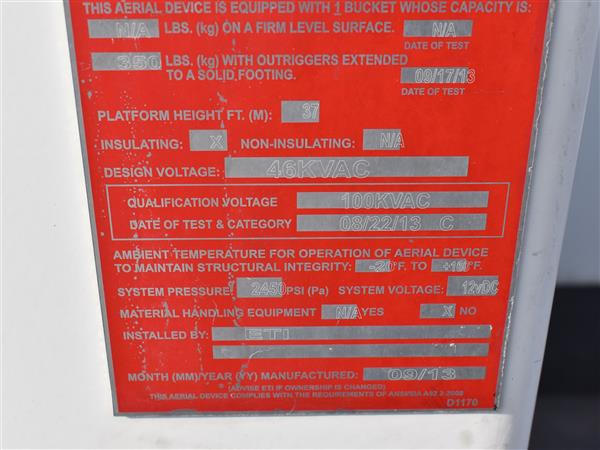 THIS AERIAL DEVICE IS EQUIPPED WITH 1 BUCKET WHOSE CAPACITY IS:
N/A LBS. (kg) ON A FIRM LEVEL SURFACE. N/A
DATE OF TEST
350 LBS. (kg) WITH OUTRIGGERS EXTENDED
TO A SOLID FOOTING. 09/17/13
DATE OF TEST
PLATFORM HEIGHT FT. (M): 37
INSULATING: X NON-INSULATING: N/A
DESIGN VOLTAGE: 46KVAC
QUALIFICATION VOLTAGE 100KVAC
DATE OF TEST & CATEGORY 08/22/13 C
AMBIENT TEMPERATURE FOR OPERATION OF AERIAL DEVICE
TO MAINTAIN STRUCTURAL INTEGRITY: -20°F. TO °F.
SYSTEM PRESSURE: 2450 PSI (Pa) SYSTEM VOLTAGE: 12vDC
MATERIAL HANDLING EQUIPMENT N/A YES X NO
INSTALLED BY: ETI
MONTH (MM)/YEAR (YY) MANUFACTURED: 09/13
(ADVISE ETI IF OWNERSHIP IS CHANGED)
THIS AERIAL DEVICE COMPLIES WITH THE REQUIREMENTS OF ANSI/SIA A92.2-2009
D1170